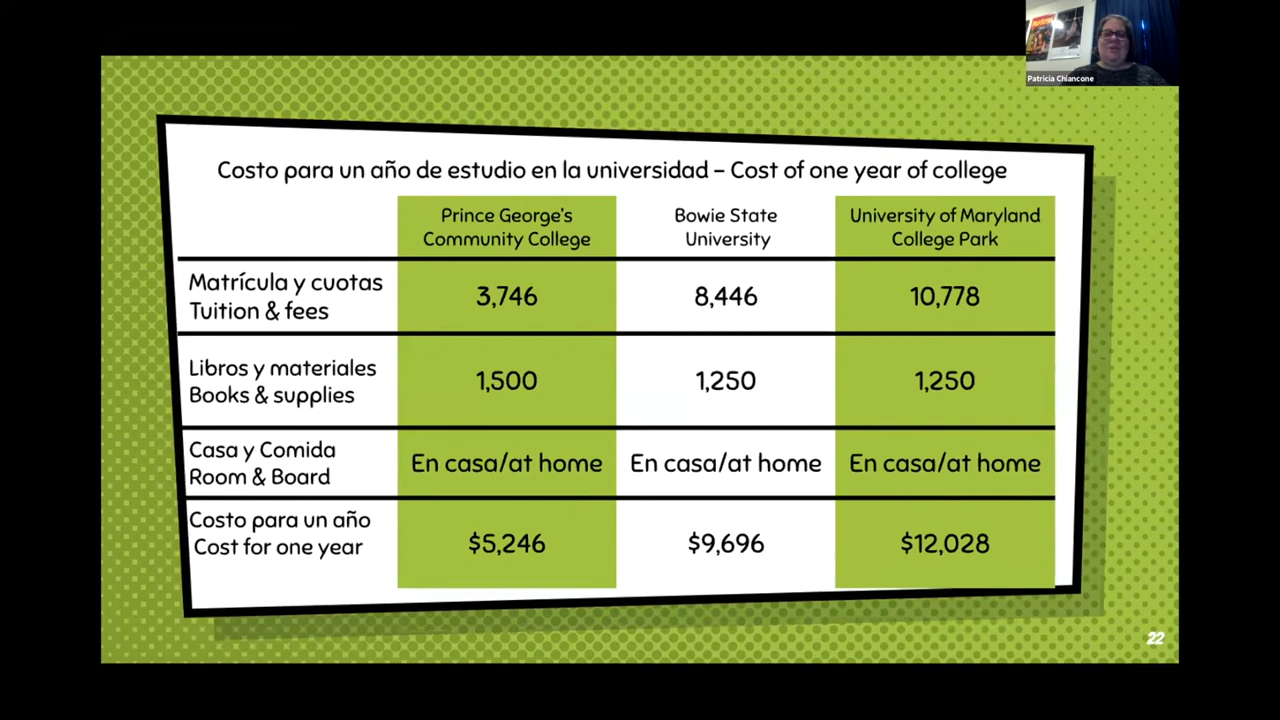 Patricia Chiancone
Costo para un año de estudio en la universidad – Cost of one year of college
Prince George's
Community College
Bowie State
University
University of Maryland
College Park
Matrícula y cuotas
Tuition & fees
3,746
8,446
10,778
Libros y materiales
Books & supplies
1,500
1,250
1,250
Casa y Comida
Room & Board
En casa/at home
En casa/at home
En casa/at home
Costo para un año
Cost for one year
$5,246
$9,696
$12,028
22